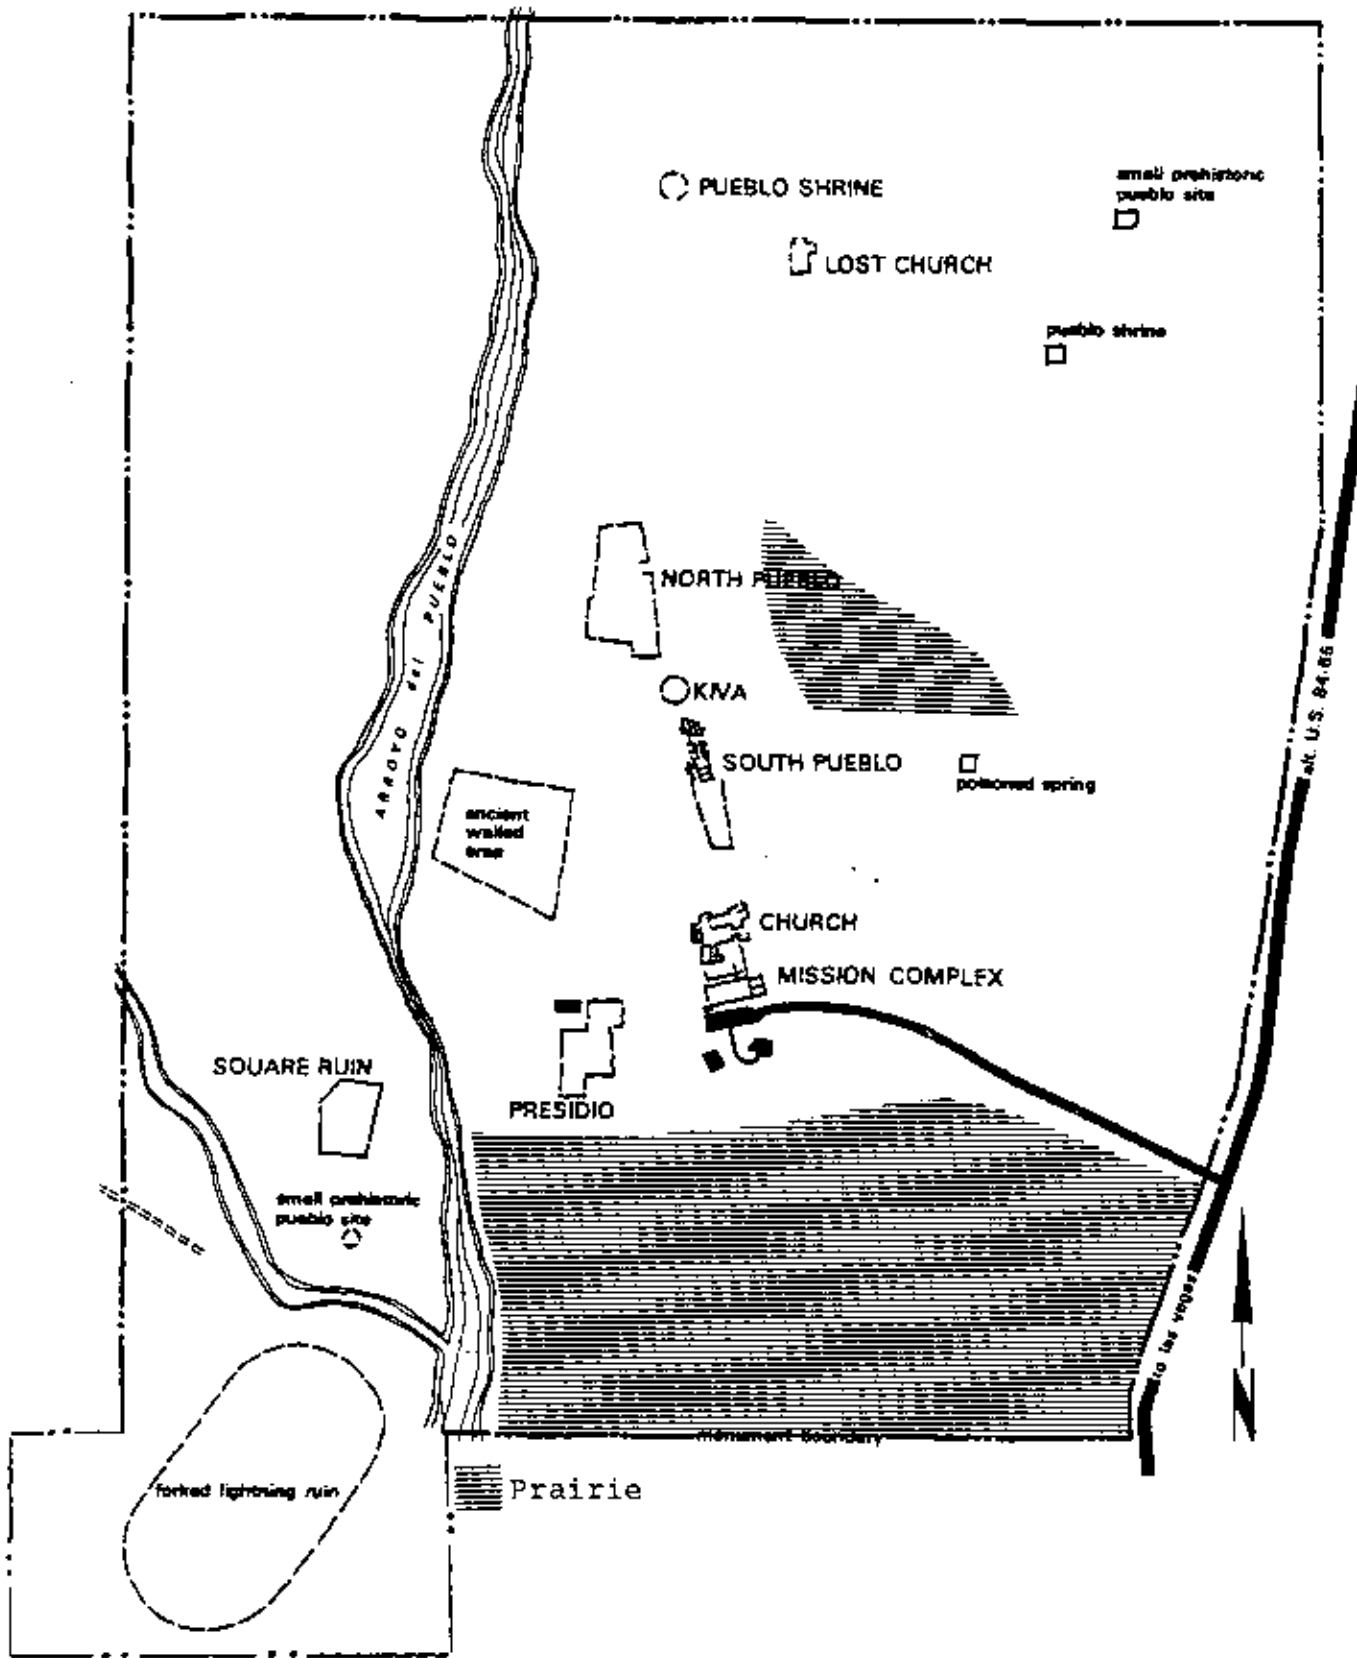 small prehistoric
pueblo site
PUEBLO SHRINE
LOST CHURCH
pueblo shrine
NORTH PUEBLO
ARROYO del PUEBLO
alt. U.S. 84-85
KIVA
SOUTH PUEBLO
poisoned spring
ancient
walled
area
CHURCH
MISSION COMPLEX
SQUARE RUIN
PRESIDIO
small prehistoric
pueblo site
to las vegas
monument boundary
forked lightning ruin
Prairie
N